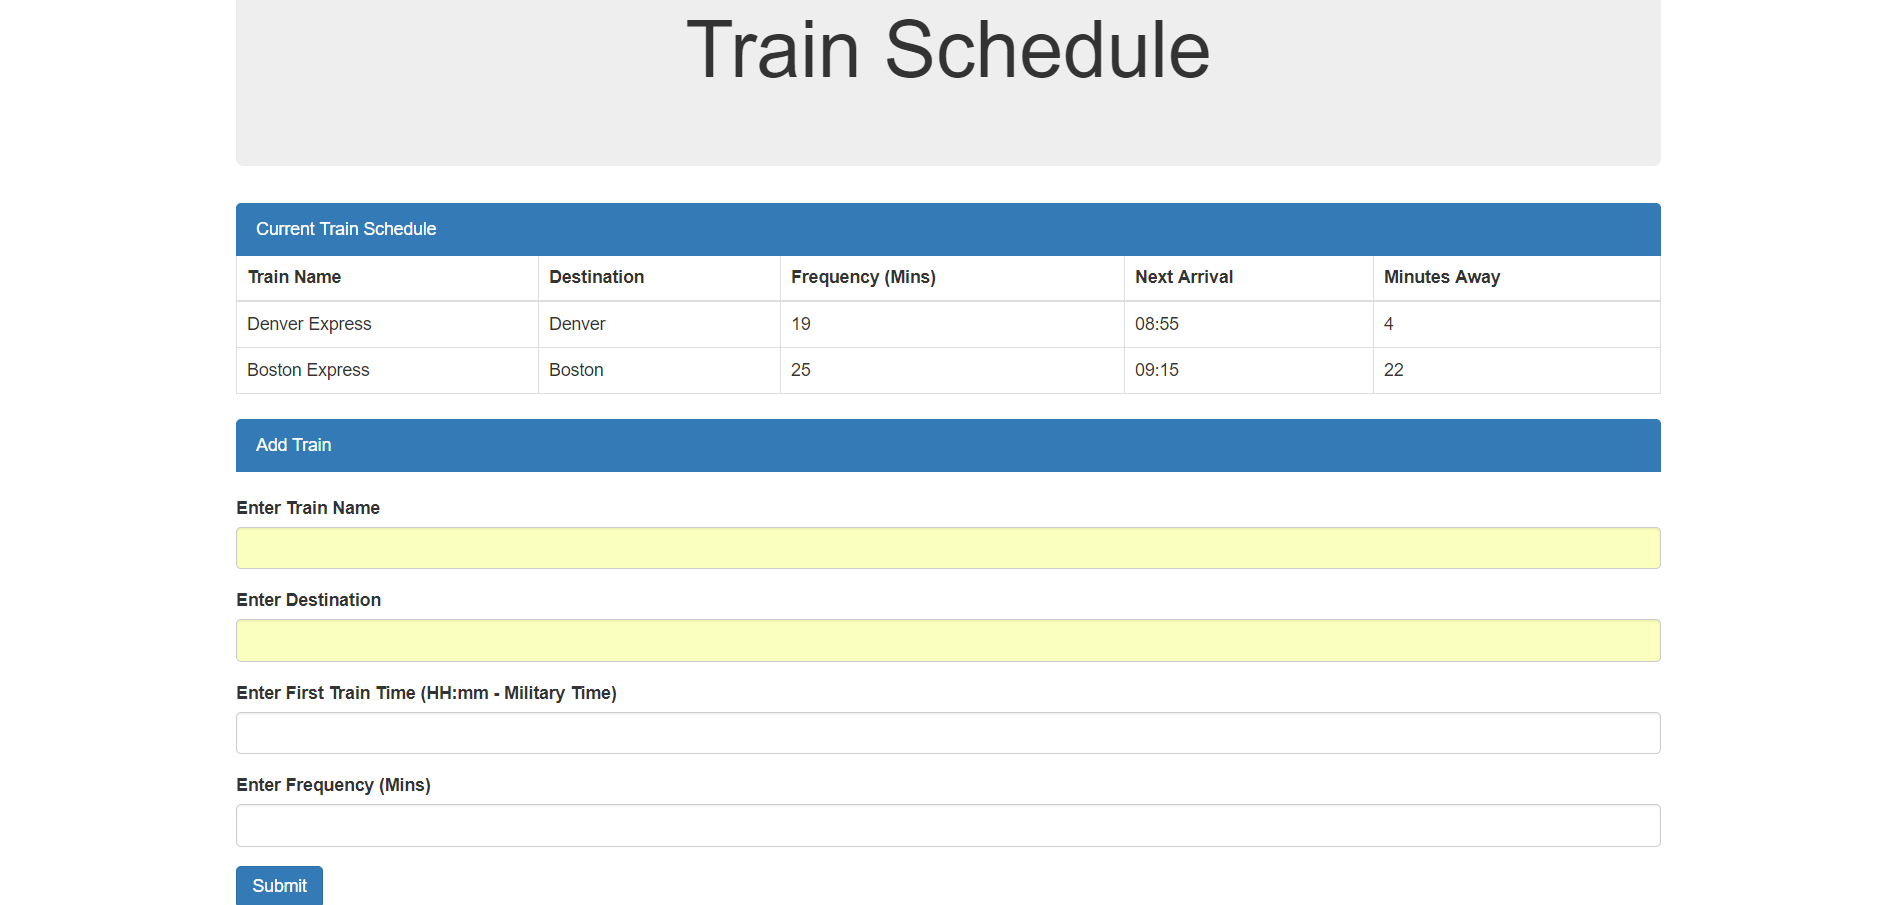 Train Schedule
Current Train Schedule
Train Name Destination Frequency (Mins) Next Arrival Minutes Away
Denver Express Denver 19 08:55 4
Boston Express Boston 25 09:15 22
Add Train
Enter Train Name
Enter Destination
Enter First Train Time (HH:mm - Military Time)
Enter Frequency (Mins)
Submit